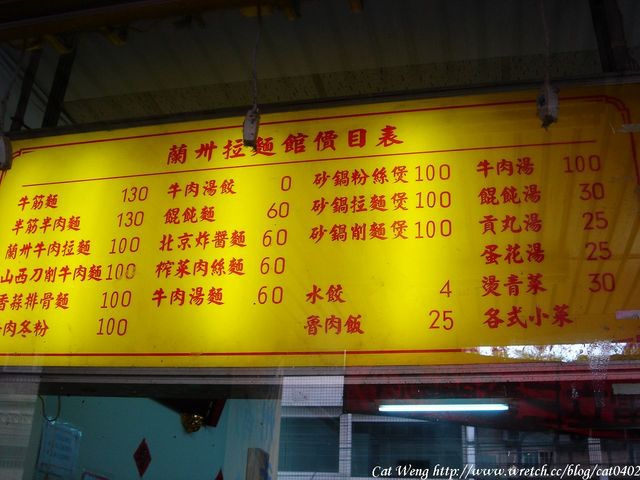 蘭州拉麵館價目表
牛筋麵 130
半筋半肉麵 130
蘭州牛肉拉麵 100
山西刀削牛肉麵 100
香蒜排骨麵 100
肉冬粉 100
牛肉湯餃 0
餛飩麵 60
北京炸醬麵 60
榨菜肉絲麵 60
牛肉湯麵 60
砂鍋粉絲煲 100
砂鍋拉麵煲 100
砂鍋削麵煲 100
水餃 4
魯肉飯 25
牛肉湯 100
餛飩湯 30
貢丸湯 25
蛋花湯 25
燙青菜 30
各式小菜
Cat Weng http://www.wretch.cc/blog/cat0402